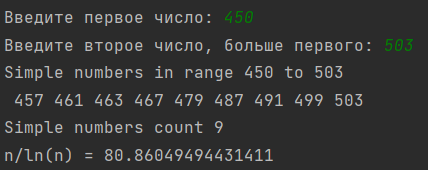 Введите первое число: 450
Введите второе число, больше первого: 503
Simple numbers in range 450 to 503
457 461 463 467 479 487 491 499 503
Simple numbers count 9
n/ln(n) = 80.86049494431411